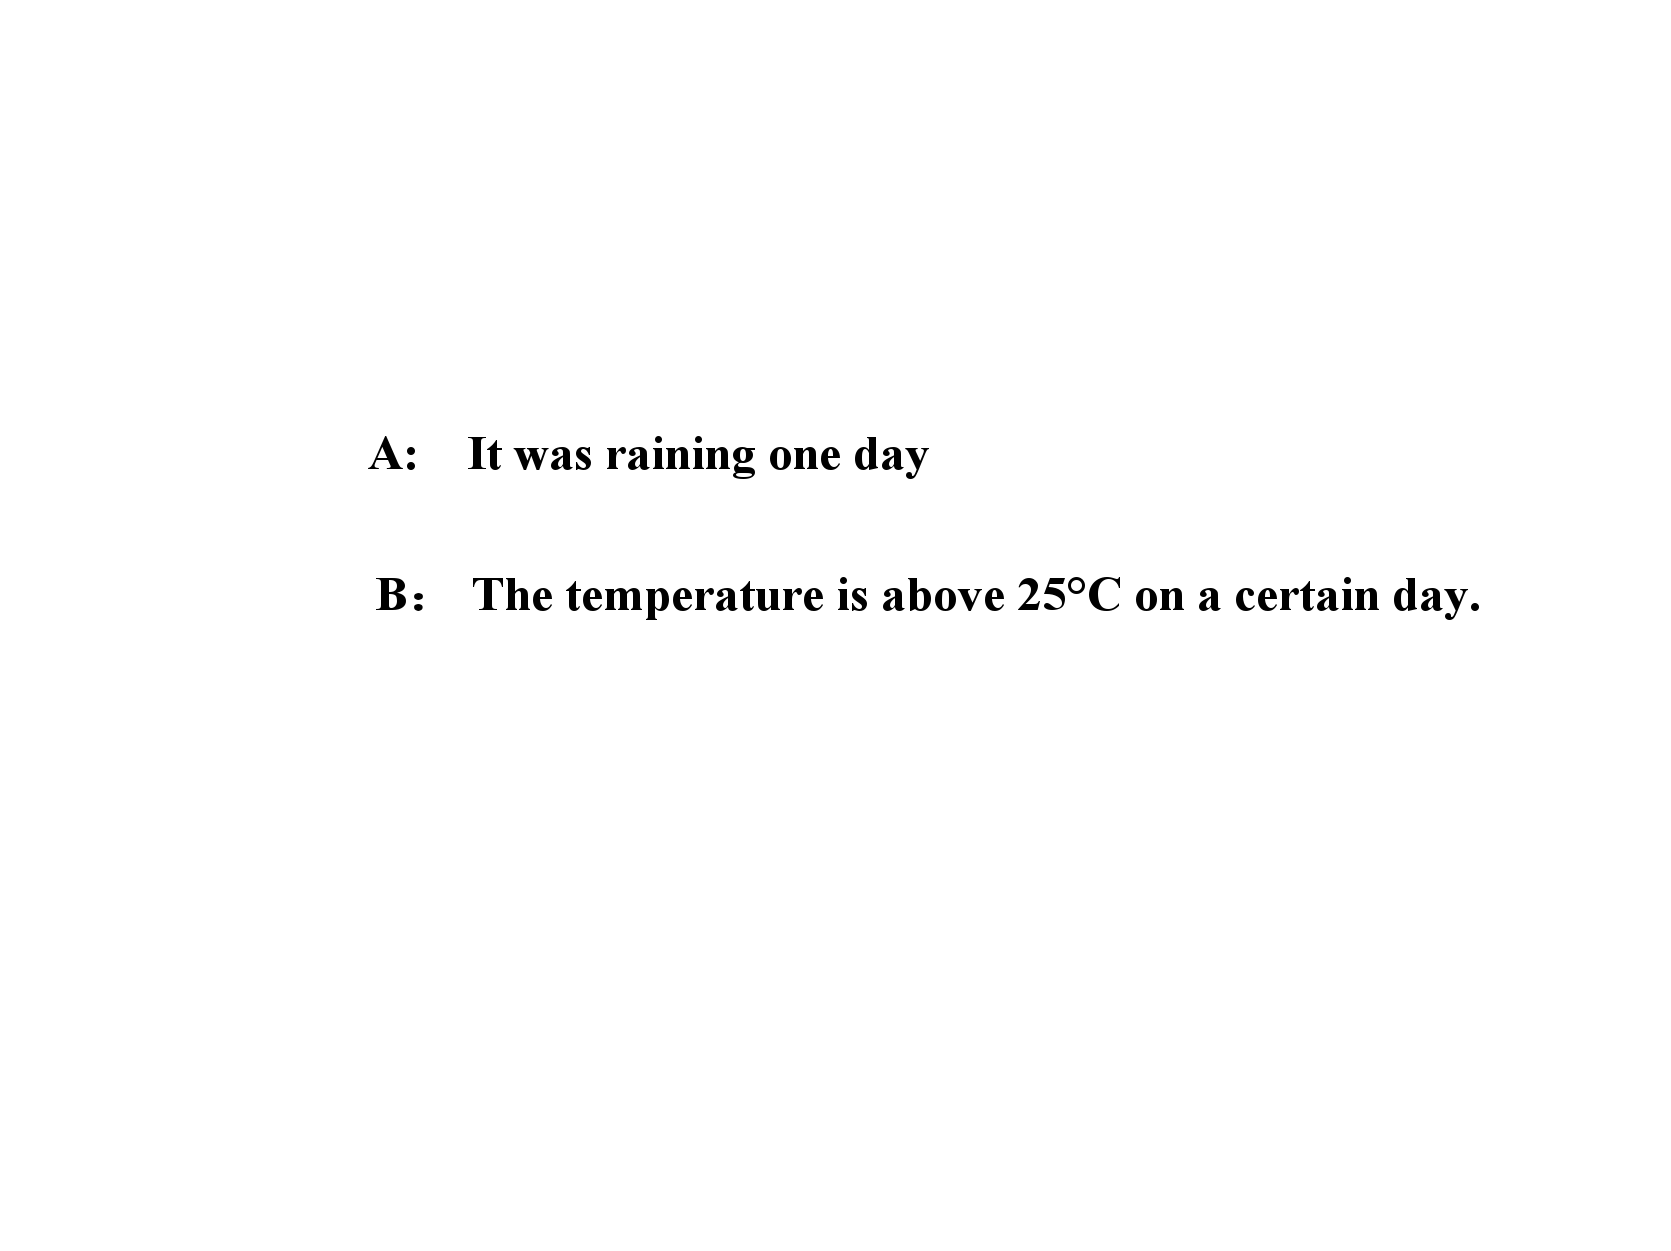 A: It was raining one day
B： The temperature is above 25°C on a certain day.